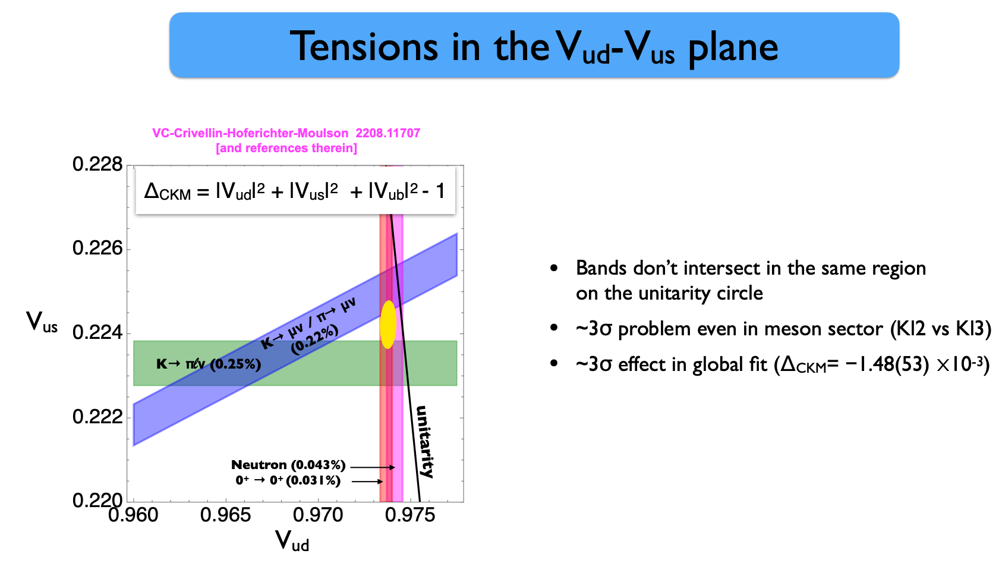 Tensions in the Vud-Vus plane
VC-Crivellin-Hoferichter-Moulson 2208.11707
[and references therein]
0.228
ΔCKM = |Vud|2 + |Vus|2 + |Vub|2 - 1
0.226
0.224
0.222
0.220
Vus
K→ μν / π→ μν
(0.22%)
K→ πℓν (0.25%)
unitarity
Neutron (0.043%)
0+ → 0+ (0.031%)
0.960 0.965 0.970 0.975
Vud
• Bands don’t intersect in the same region
on the unitarity circle
• ~3σ problem even in meson sector (Kl2 vs Kl3)
• ~3σ effect in global fit (ΔCKM= −1.48(53) ×10-3)